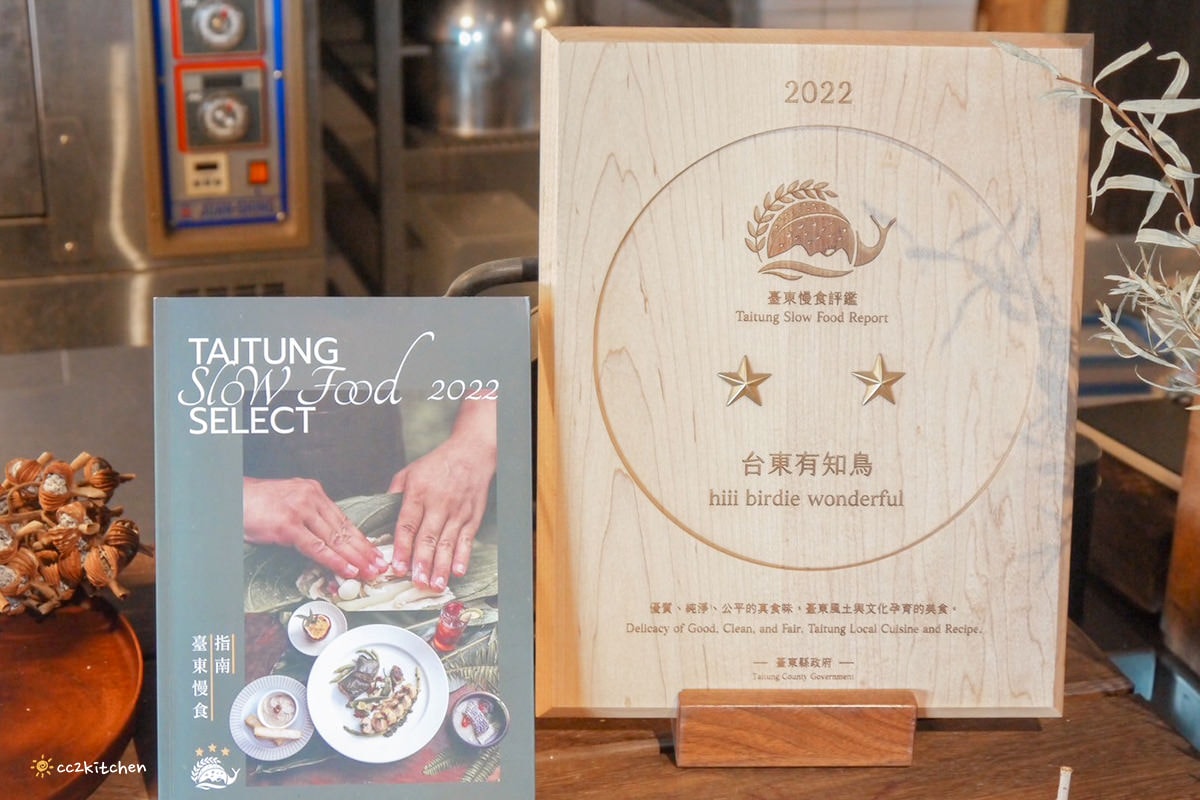 TAITUNG
Slow Food 2022
SELECT
臺東慢食
指南
2022
臺東慢食評鑑
Taitung Slow Food Report
台東有知鳥
hiii birdie wonderful
優質、純淨、公平的真食味，臺東風土與文化孕育的美食。
Delicacy of Good, Clean, and Fair. Taitung Local Cuisine and Recipe.
臺東縣政府
Taitung County Government
cc2kitchen